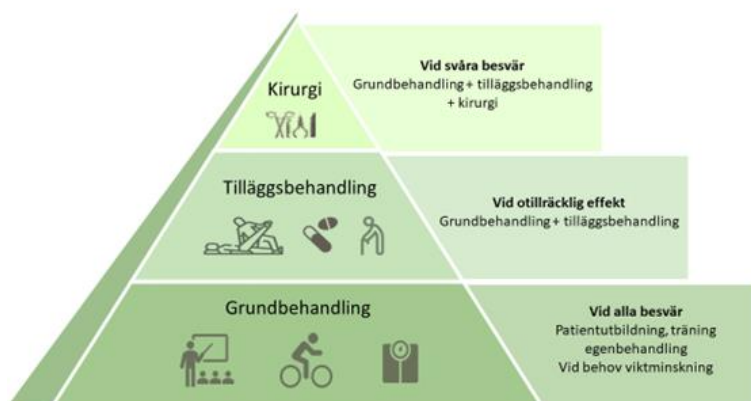 Kirurgi
Vid svåra besvär
Grundbehandling + tilläggsbehandling
+ kirurgi
Tilläggsbehandling
Vid otillräcklig effekt
Grundbehandling + tilläggsbehandling
Grundbehandling
Vid alla besvär
Patientutbildning, träning
egenbehandling
Vid behov viktminskning